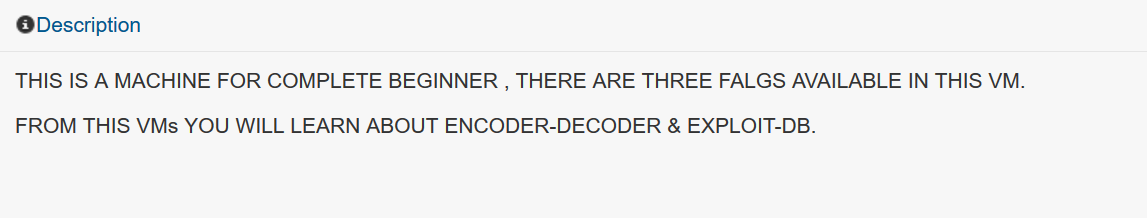 Description
THIS IS A MACHINE FOR COMPLETE BEGINNER , THERE ARE THREE FALGS AVAILABLE IN THIS VM.
FROM THIS VMs YOU WILL LEARN ABOUT ENCODER-DECODER & EXPLOIT-DB.